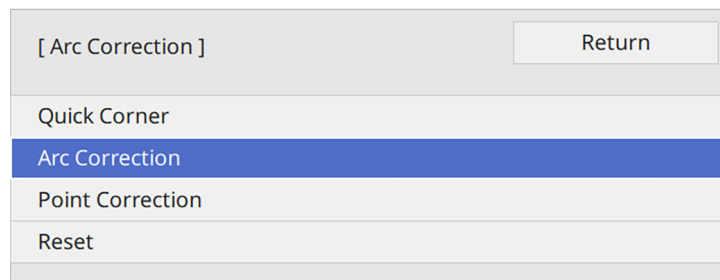 [ Arc Correction ]
Return
Quick Corner
Arc Correction
Point Correction
Reset